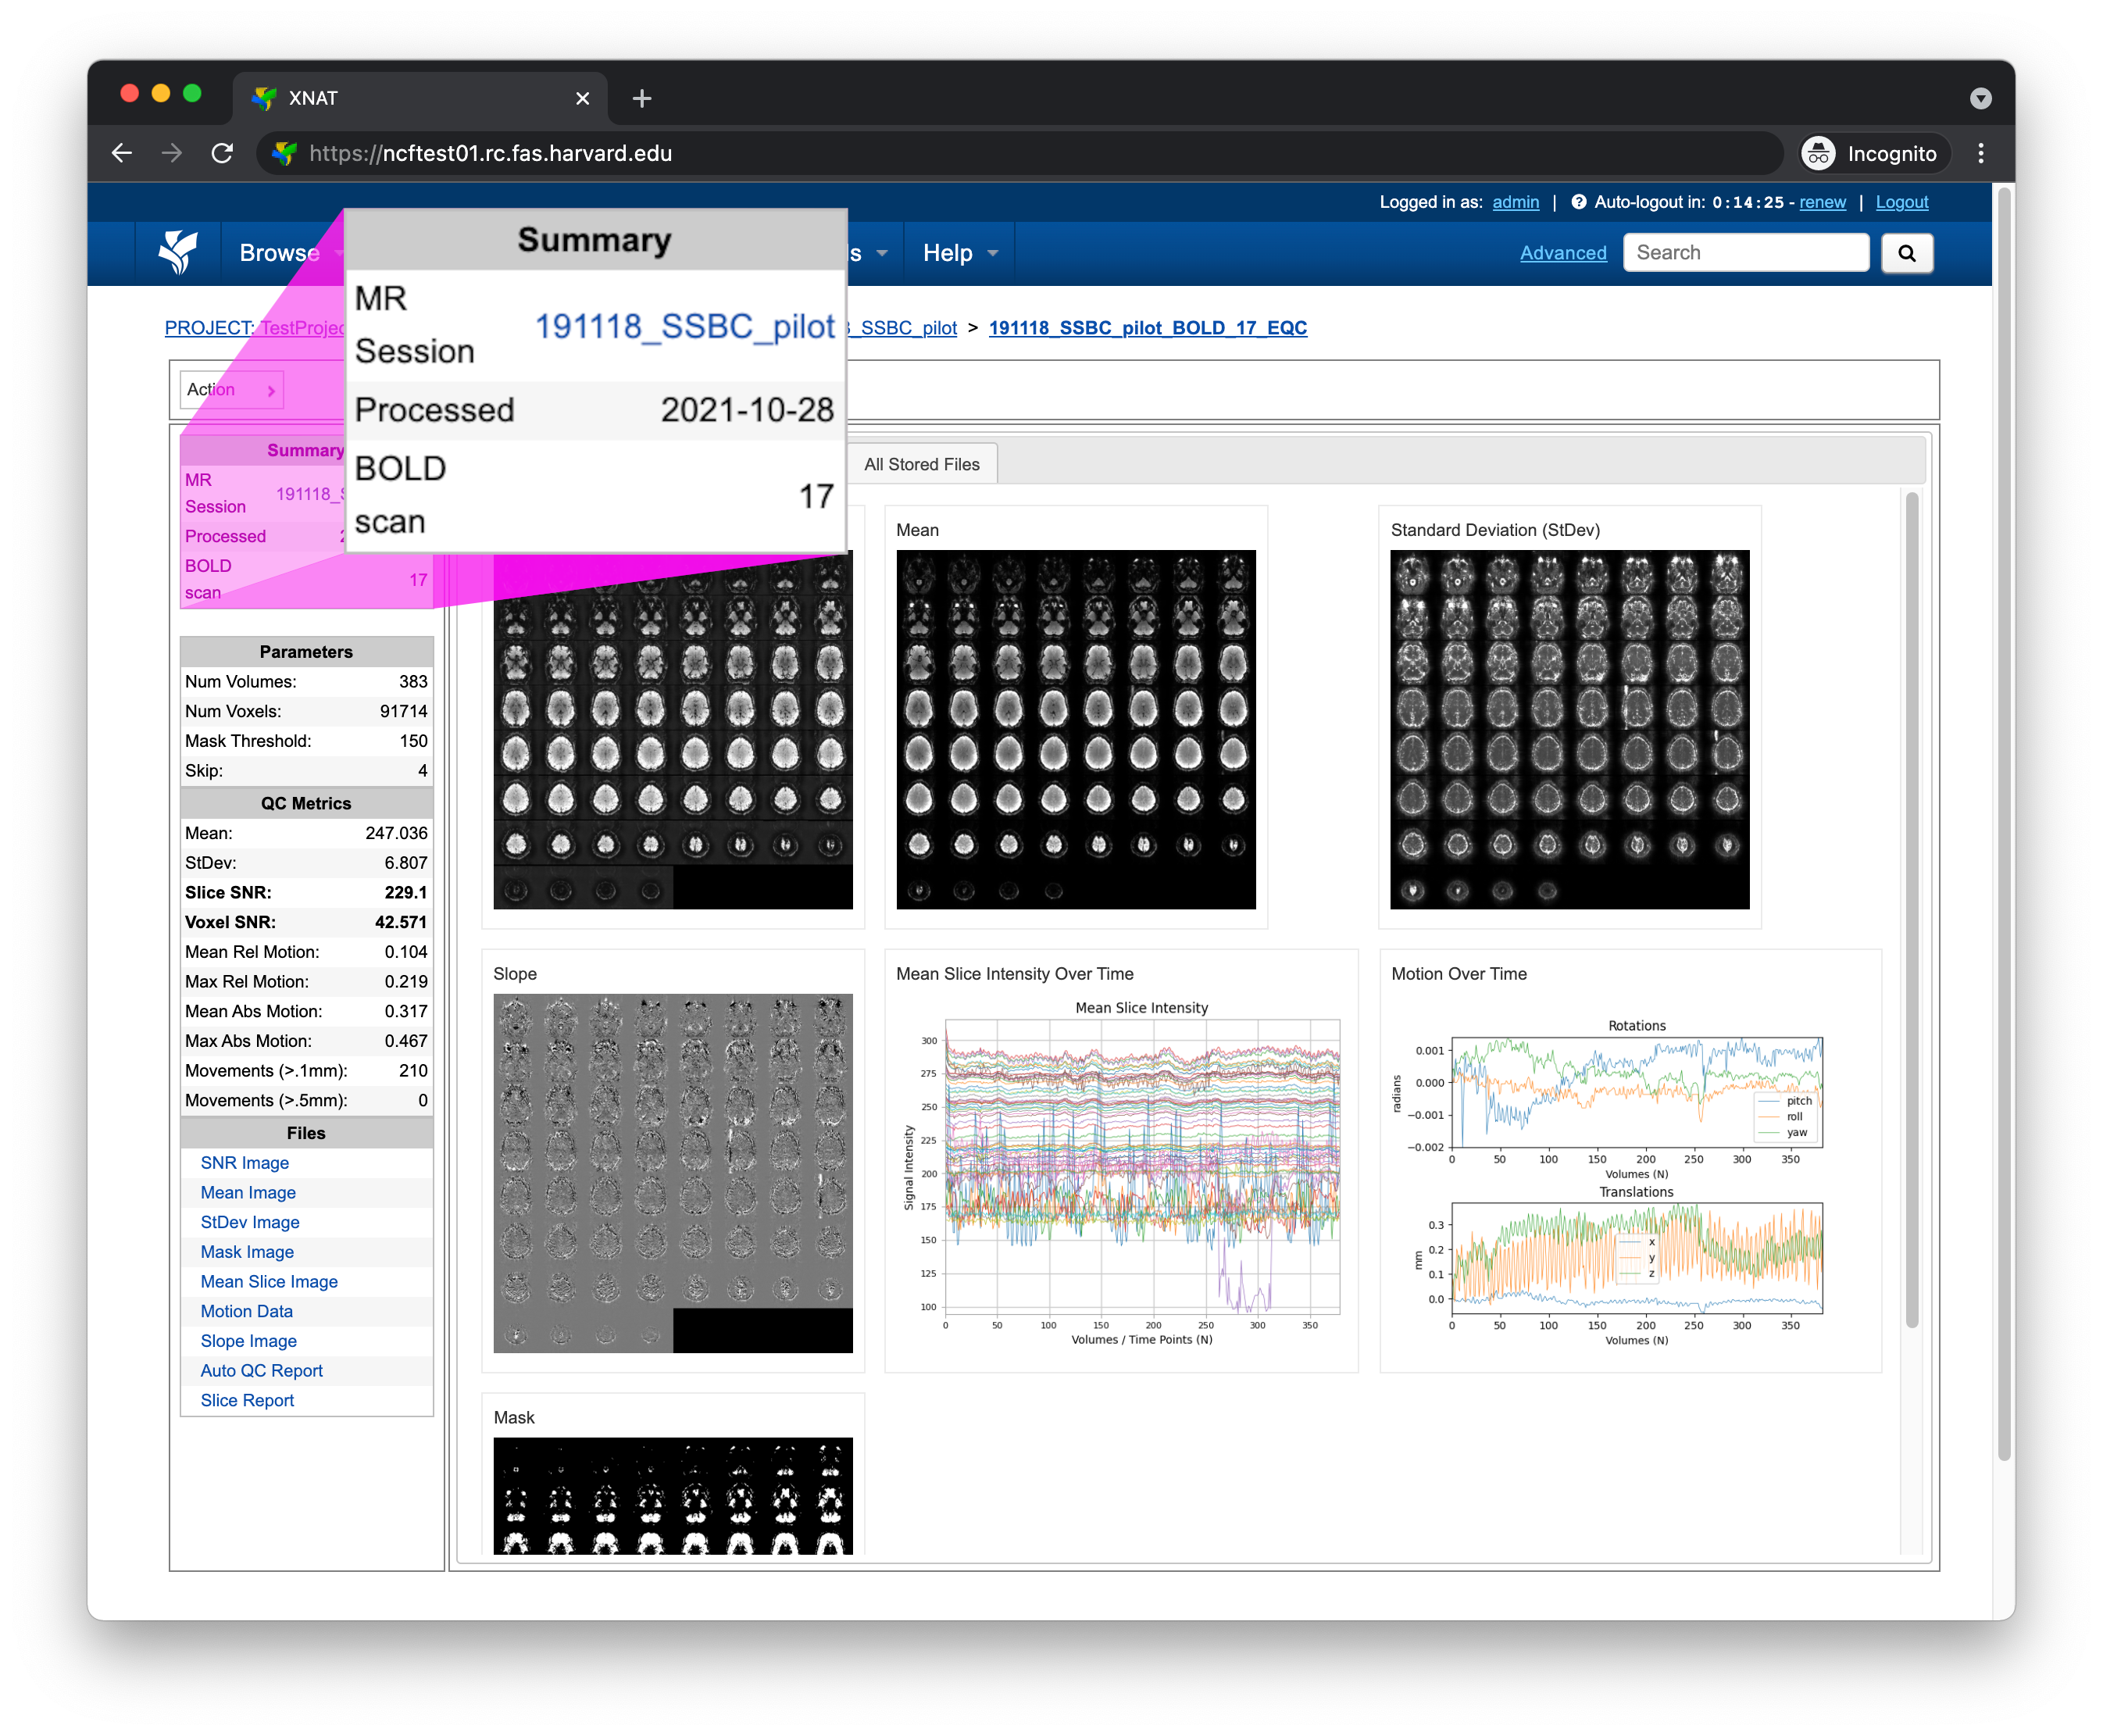 XNAT
https://ncftest01.rc.fas.harvard.edu
Incognito
Logged in as: admin | Auto-logout in: 0:14:25 - renew | Logout
Browse
s
Help
Advanced
Search
PROJECT: TestProjec
_SSBC_pilot > 191118_SSBC_pilot_BOLD_17_EQC
Action
Summary
MR Session
191118_SSBC_pilot
Processed 2021-10-28
BOLD scan
17
Summary
MR
Session
191118_S
Processed 2
BOLD
scan
17
Parameters
Num Volumes: 383
Num Voxels: 91714
Mask Threshold: 150
Skip: 4
QC Metrics
Mean: 247.036
StDev: 6.807
Slice SNR: 229.1
Voxel SNR: 42.571
Mean Rel Motion: 0.104
Max Rel Motion: 0.219
Mean Abs Motion: 0.317
Max Abs Motion: 0.467
Movements (>.1mm): 210
Movements (>.5mm): 0
Files
SNR Image
Mean Image
StDev Image
Mask Image
Mean Slice Image
Motion Data
Slope Image
Auto QC Report
Slice Report
All Stored Files
Mean
Standard Deviation (StDev)
Slope
Mean Slice Intensity Over Time
Mean Slice Intensity
Signal Intensity
300
275
250
225
200
175
150
125
100
0 50 100 150 200 250 300 350
Volumes / Time Points (N)
Motion Over Time
Rotations
radians
0.001
0.000
−0.001
−0.002
pitch
roll
yaw
0 50 100 150 200 250 300 350
Volumes (N)
Translations
mm
0.3
0.2
0.1
0.0
x
y
z
0 50 100 150 200 250 300 350
Volumes (N)
Mask